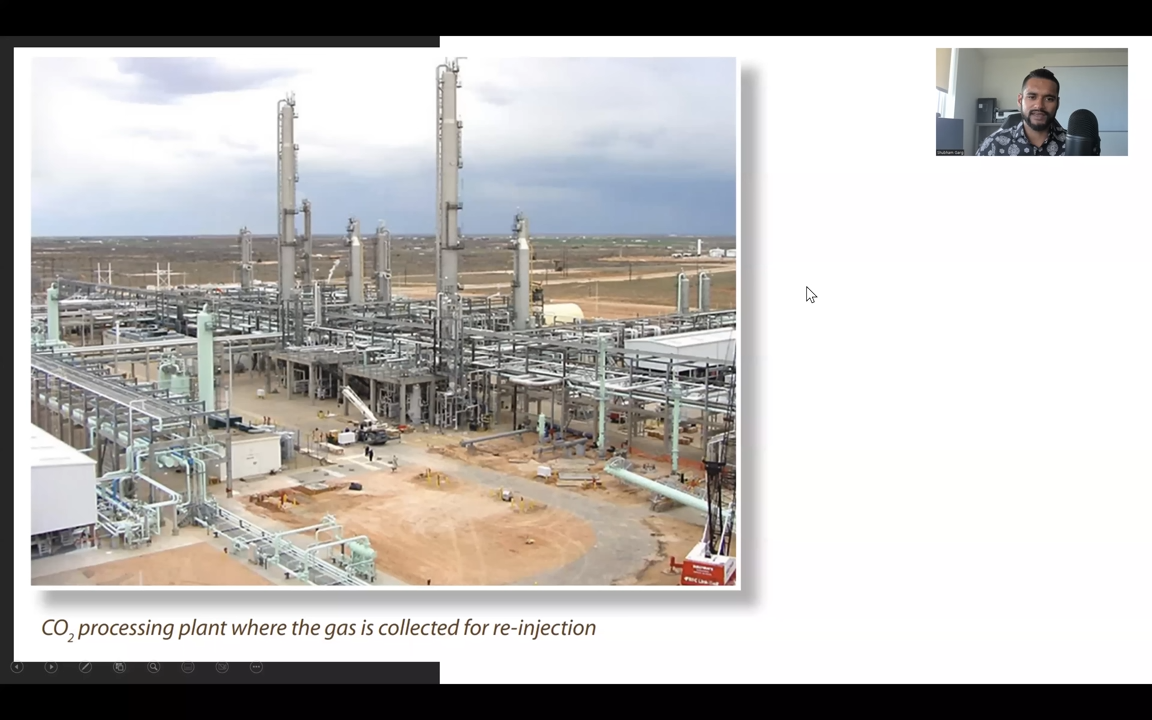 CO2 processing plant where the gas is collected for re-injection